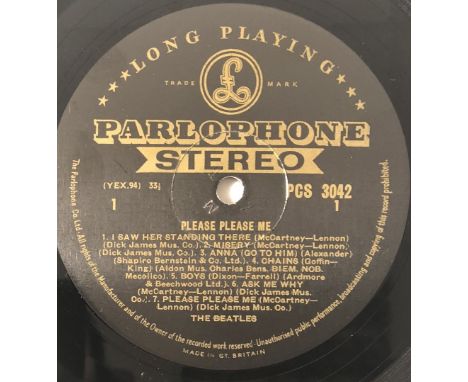 ★★★★ LONG PLAYING ★★★★
TRADE MARK
£
PARLOPHONE
STEREO
(YEX.94) 33⅓
PCS 3042
1
1
PLEASE PLEASE ME
1. I SAW HER STANDING THERE (McCartney—Lennon)
(Dick James Mus. Co.) 2. MISERY (McCartney—Lennon)
(Dick James Mus. Co.) 3. ANNA (GO TO HIM) (Alexander)
(Shapiro Bernstein & Co. Ltd.) 4. CHAINS (Goffin—
King) (Aldon Mus. Charles Bens. BIEM. NOB.
Mecolico) 5. BOYS (Dixon—Farrell) (Ardmore
& Beechwood Ltd.) 6. ASK ME WHY
(McCartney—Lennon) (Dick James Mus.
Co.) 7. PLEASE PLEASE ME (McCartney—
Lennon) (Dick James Mus. Co.)
THE BEATLES
The Parlophone Co. Ltd. All rights of the Manufacturer and of the Owner of the recorded work reserved · Unauthorised public performance, broadcasting and copying of this record prohibited.
MADE IN GT. BRITAIN